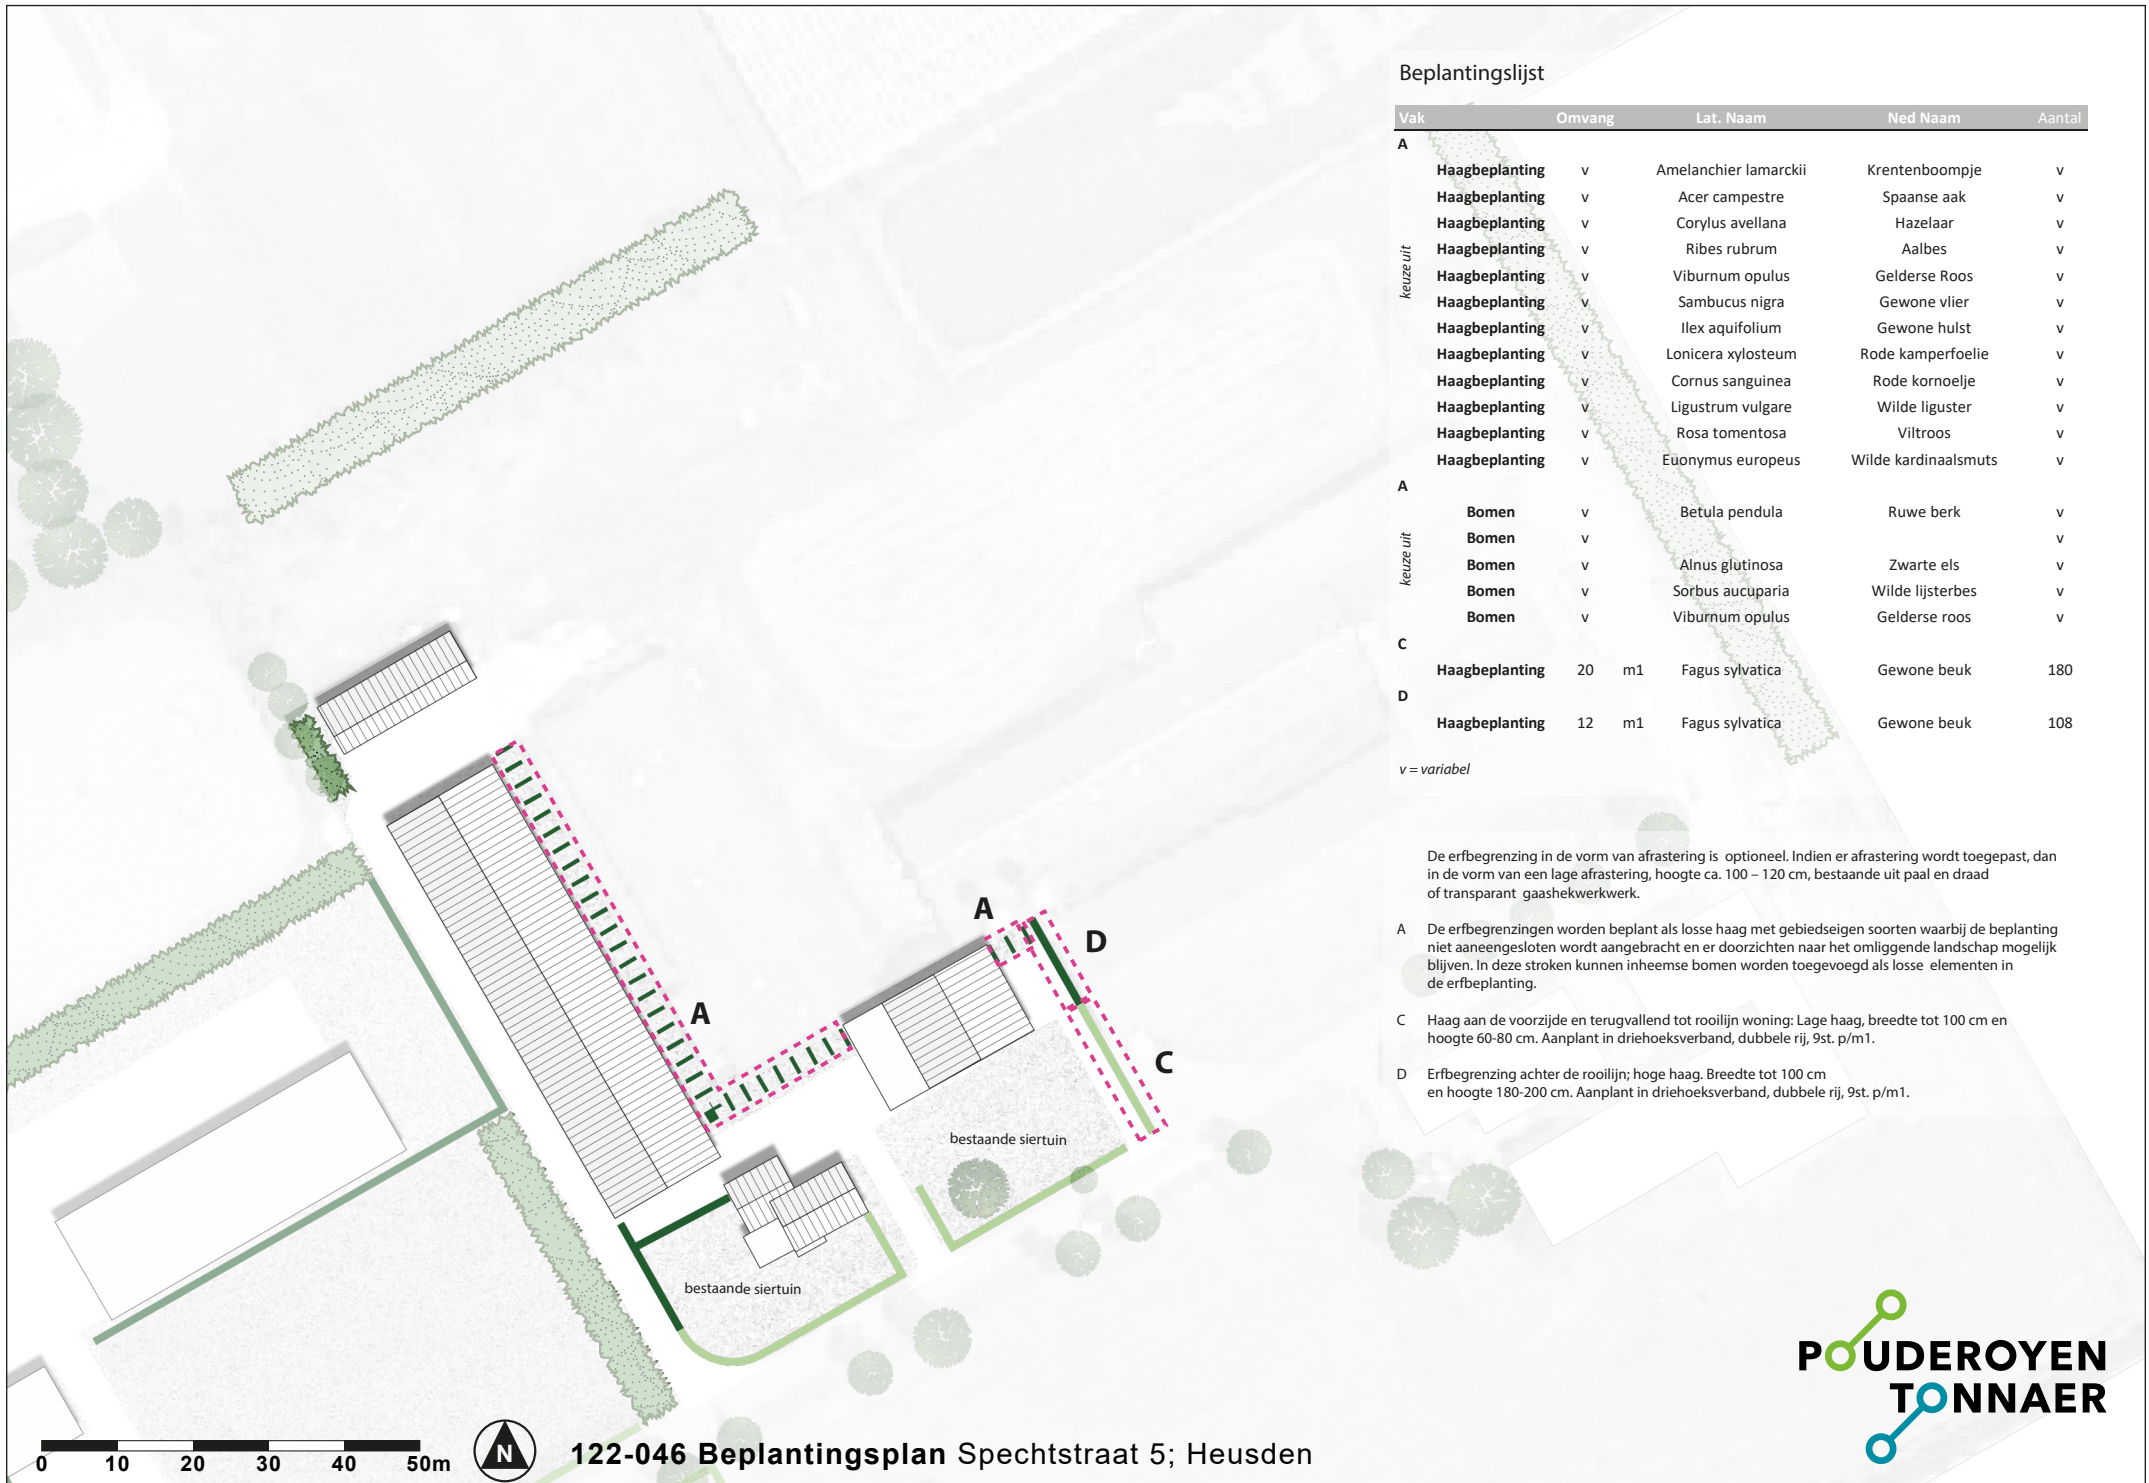 Beplantingslijst
Vak Omvang Lat. Naam Ned Naam Aantal
A
keuze uit
Haagbeplanting v Amelanchier lamarckii Krentenboompje v
Haagbeplanting v Acer campestre Spaanse aak v
Haagbeplanting v Corylus avellana Hazelaar v
Haagbeplanting v Ribes rubrum Aalbes v
Haagbeplanting v Viburnum opulus Gelderse Roos v
Haagbeplanting v Sambucus nigra Gewone vlier v
Haagbeplanting v Ilex aquifolium Gewone hulst v
Haagbeplanting v Lonicera xylosteum Rode kamperfoelie v
Haagbeplanting v Cornus sanguinea Rode kornoelje v
Haagbeplanting v Ligustrum vulgare Wilde liguster v
Haagbeplanting v Rosa tomentosa Viltroos v
Haagbeplanting v Euonymus europeus Wilde kardinaalsmuts v
A
keuze uit
Bomen v Betula pendula Ruwe berk v
Bomen v v
Bomen v Alnus glutinosa Zwarte els v
Bomen v Sorbus aucuparia Wilde lijsterbes v
Bomen v Viburnum opulus Gelderse roos v
C
Haagbeplanting 20 m1 Fagus sylvatica Gewone beuk 180
D
Haagbeplanting 12 m1 Fagus sylvatica Gewone beuk 108
v = variabel
De erfbegrenzing in de vorm van afrastering is optioneel. Indien er afrastering wordt toegepast, dan
in de vorm van een lage afrastering, hoogte ca. 100 – 120 cm, bestaande uit paal en draad
of transparant gaashekwerkwerk.
A De erfbegrenzingen worden beplant als losse haag met gebiedseigen soorten waarbij de beplanting
niet aaneengesloten wordt aangebracht en er doorzichten naar het omliggende landschap mogelijk
blijven. In deze stroken kunnen inheemse bomen worden toegevoegd als losse elementen in
de erfbeplanting.
C Haag aan de voorzijde en terugvallend tot rooilijn woning: Lage haag, breedte tot 100 cm en
hoogte 60-80 cm. Aanplant in driehoeksverband, dubbele rij, 9st. p/m1.
D Erfbegrenzing achter de rooilijn; hoge haag. Breedte tot 100 cm
en hoogte 180-200 cm. Aanplant in driehoeksverband, dubbele rij, 9st. p/m1.
A
D
A
C
bestaande siertuin
bestaande siertuin
POUDEROYEN
TONNAER
0 10 20 30 40 50m
N
122-046 Beplantingsplan Spechtstraat 5; Heusden